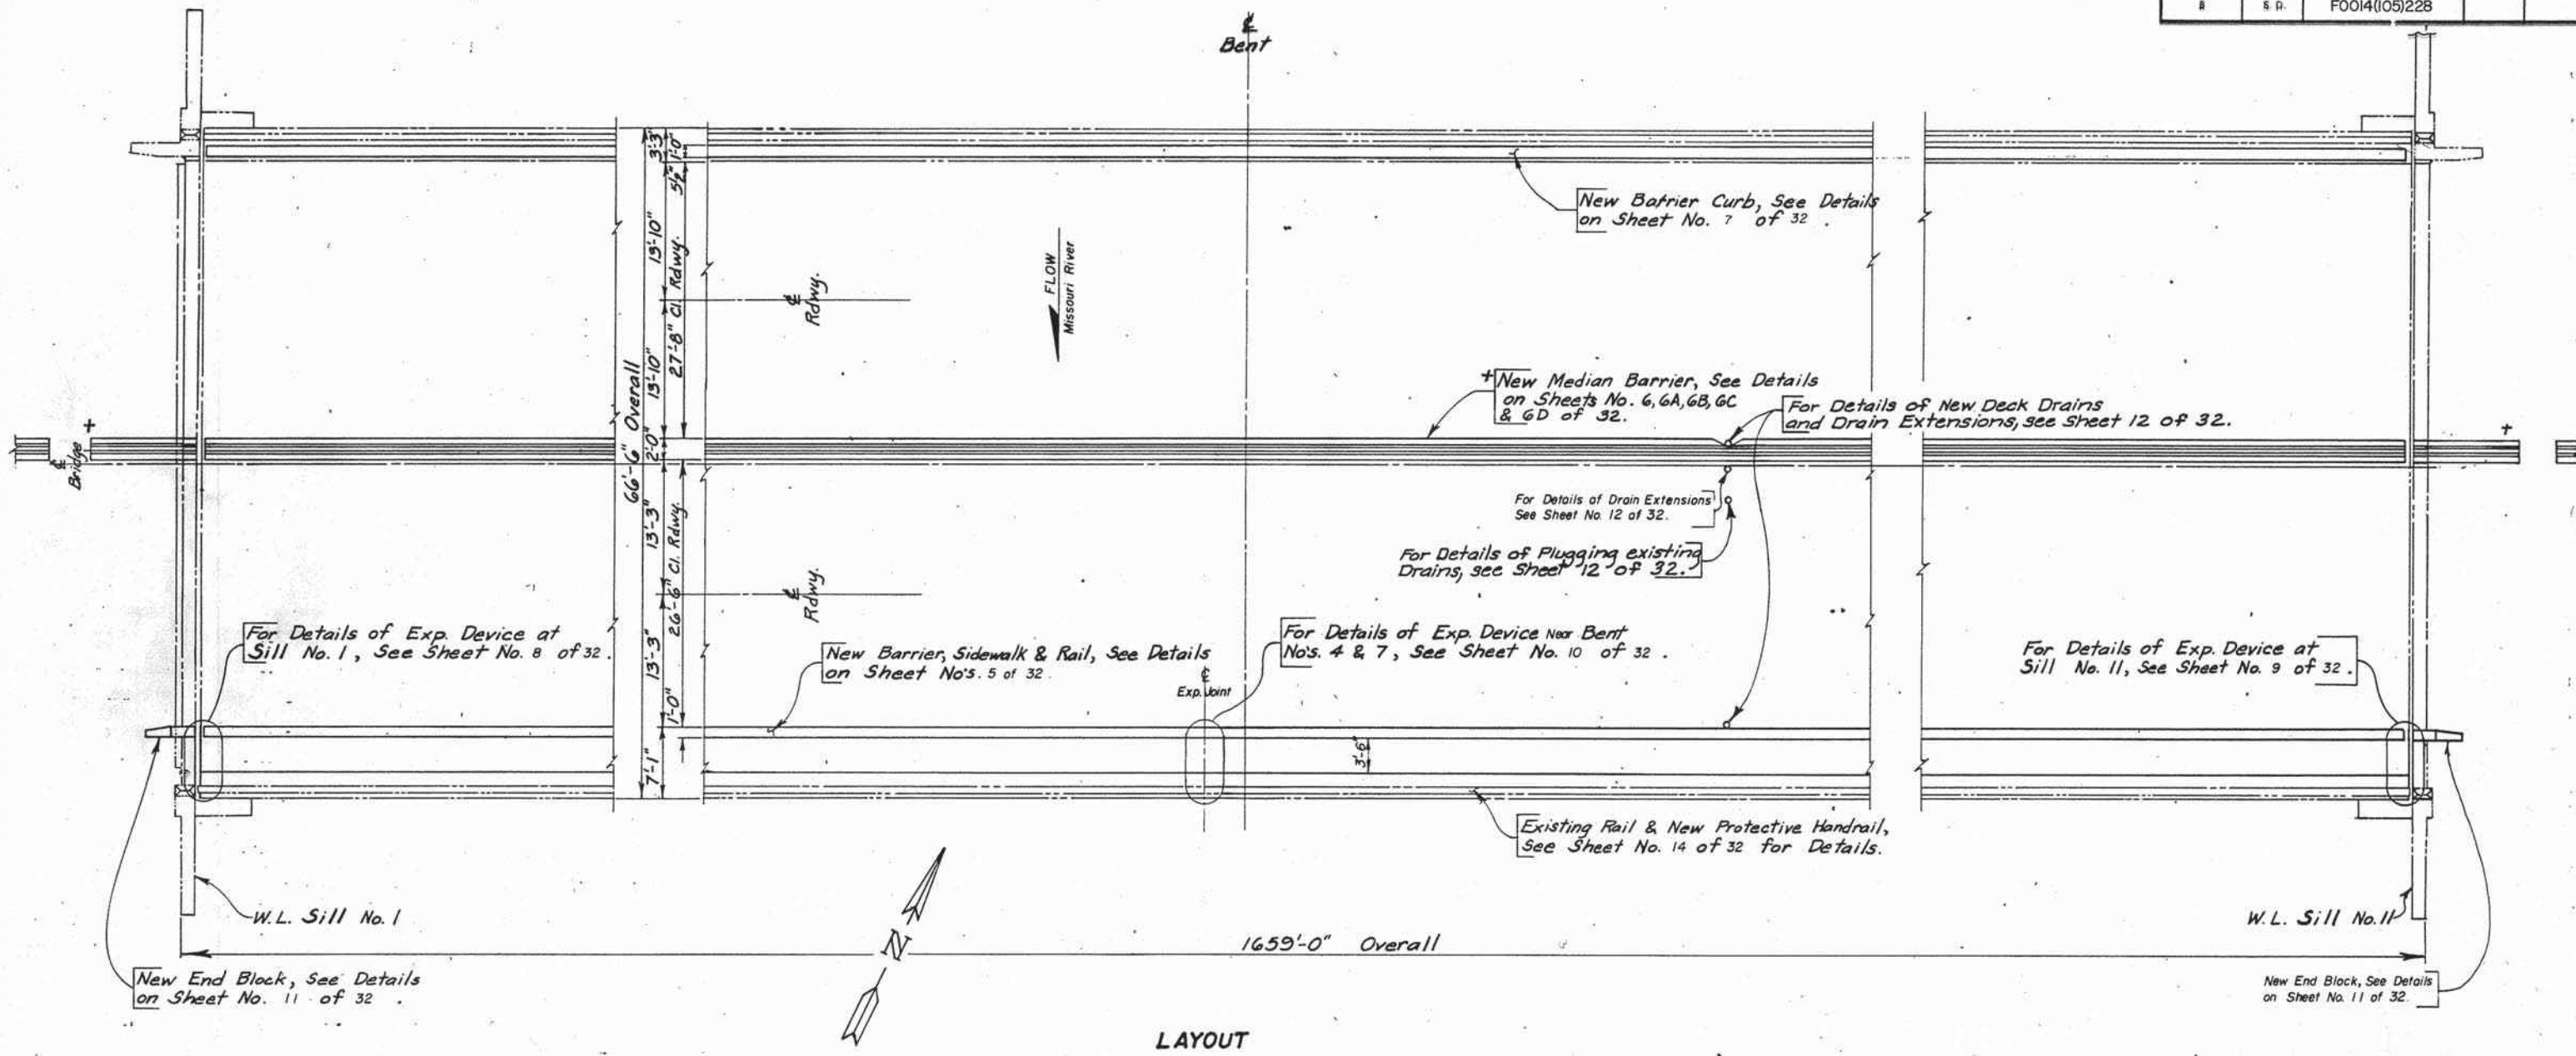 8 S.D. F0014(105)228
℄
Bent
3'-3"
1'-0"
5½"
13'-10"
27'-8" Cl. Rdwy.
13'-10"
66'-6" Overall
2'-0"
13'-3"
26'-6" Cl. Rdwy.
13'-3"
1'-0"
7'-1"
℄
Rdwy.
FLOW
Missouri River
New Barrier Curb, See Details
on Sheet No. 7 of 32.
+New Median Barrier, See Details
on Sheets No. 6, 6A, 6B, 6C
& 6D of 32.
For Details of New Deck Drains
and Drain Extensions, see Sheet 12 of 32.
+
℄
Bridge
+
For Details of Drain Extensions
See Sheet No. 12 of 32.
For Details of Plugging existing
Drains, see Sheet 12 of 32.
℄
Rdwy.
For Details of Exp. Device at
Sill No. 1, See Sheet No. 8 of 32.
New Barrier, Sidewalk & Rail, See Details
on Sheet No's. 5 of 32.
℄
Exp. Joint
For Details of Exp. Device Near Bent
No's. 4 & 7, See Sheet No. 10 of 32.
For Details of Exp. Device at
Sill No. 11, See Sheet No. 9 of 32.
3'-6"
Existing Rail & New Protective Handrail,
See Sheet No. 14 of 32 for Details.
W.L. Sill No. 1
W.L. Sill No. 11
N
1659'-0" Overall
New End Block, See Details
on Sheet No. 11 of 32.
New End Block, See Details
on Sheet No. 11 of 32.
LAYOUT